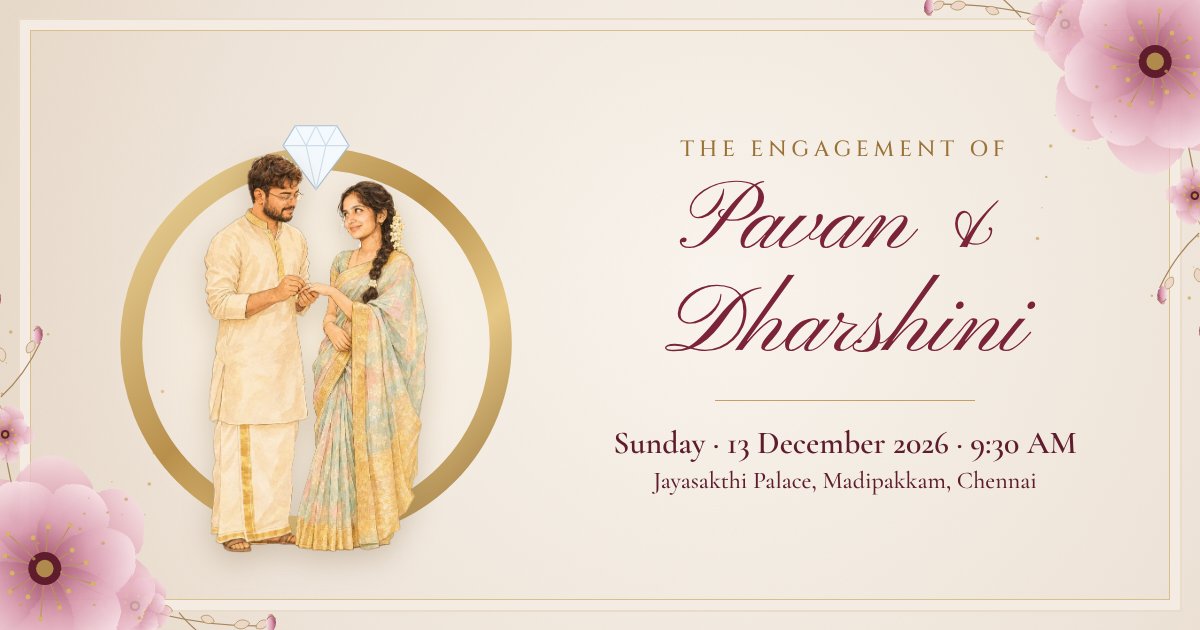 THE ENGAGEMENT OF
Pavan &
Dharshini
Sunday · 13 December 2026 · 9:30 AM
Jayasakthi Palace, Madipakkam, Chennai